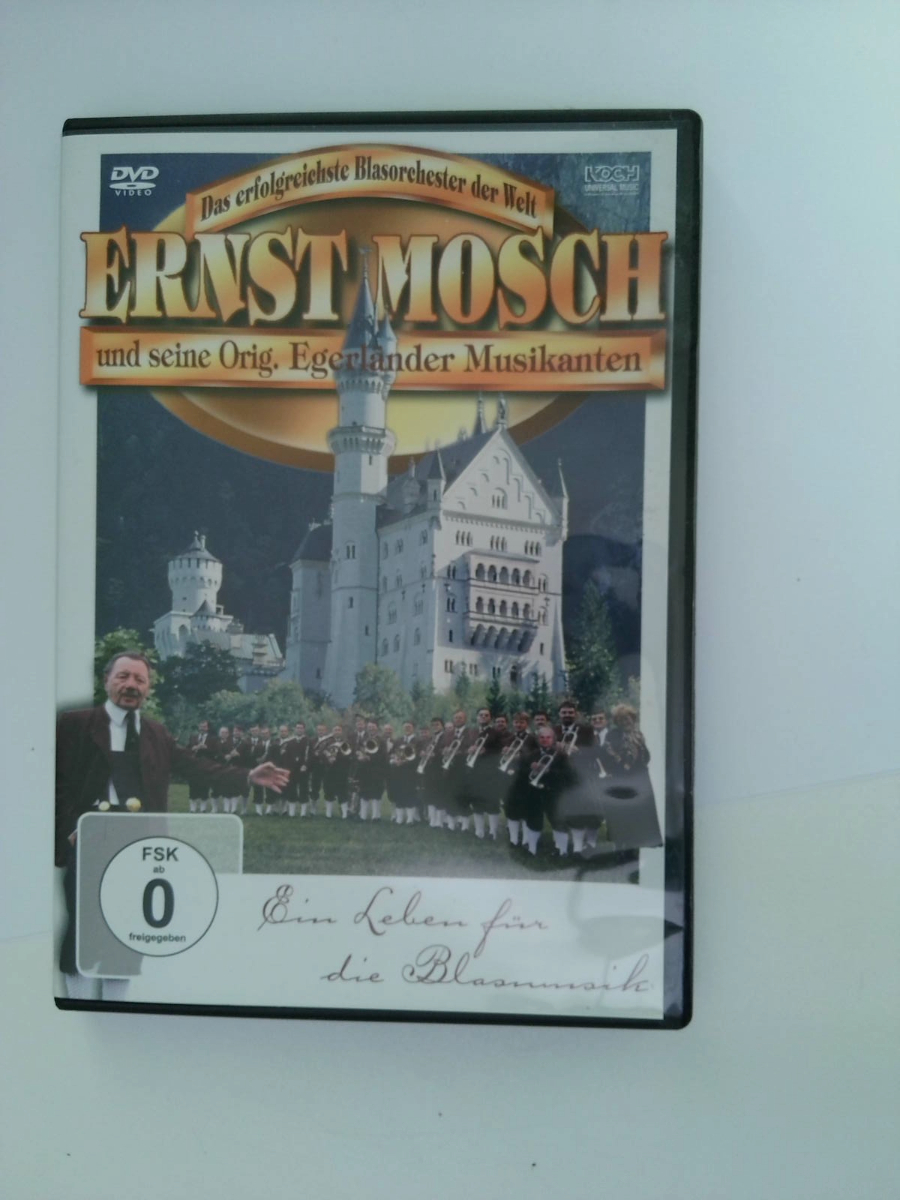 Das erfolgreichste Blasorchester der Welt
DVD
VIDEO
KOCH
UNIVERSAL MUSIC
ERNST MOSCH
und seine Orig. Egerländer Musikanten
FSK
ab
0
freigegeben
Ein Leben für
die Blasmusik